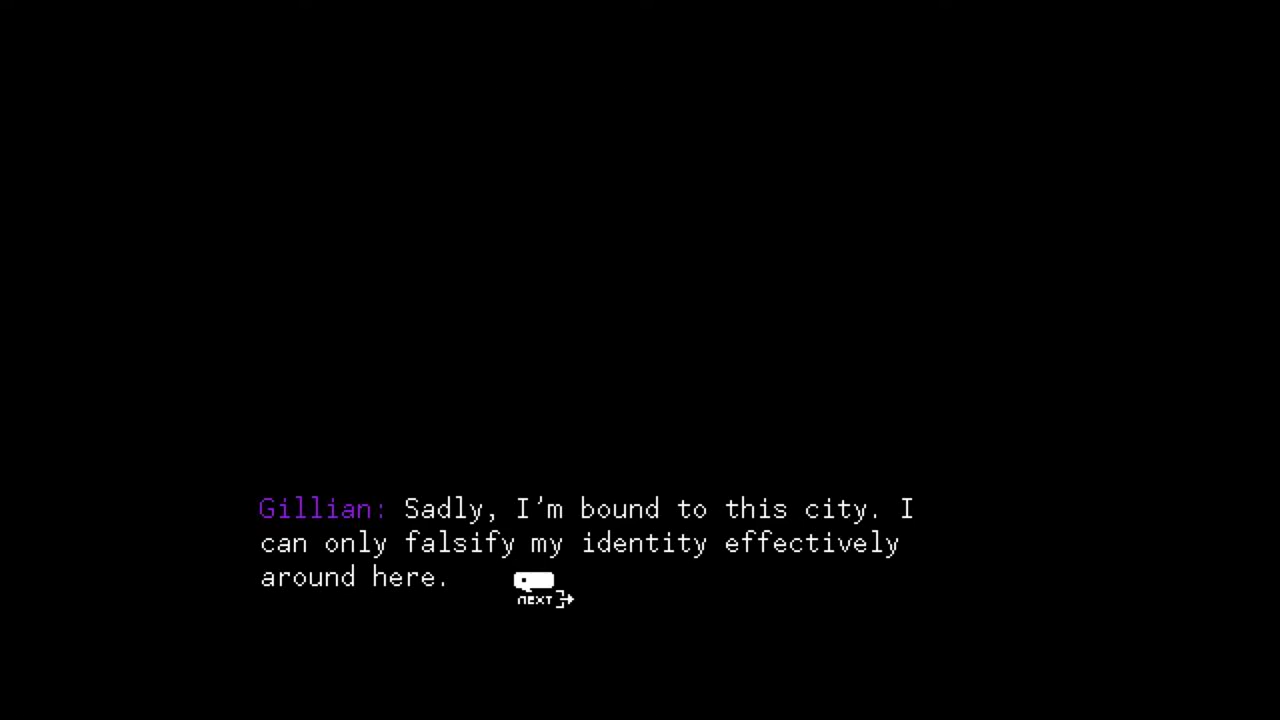 Gillian: Sadly, I'm bound to this city. I
can only falsify my identity effectively
around here.
NEXT